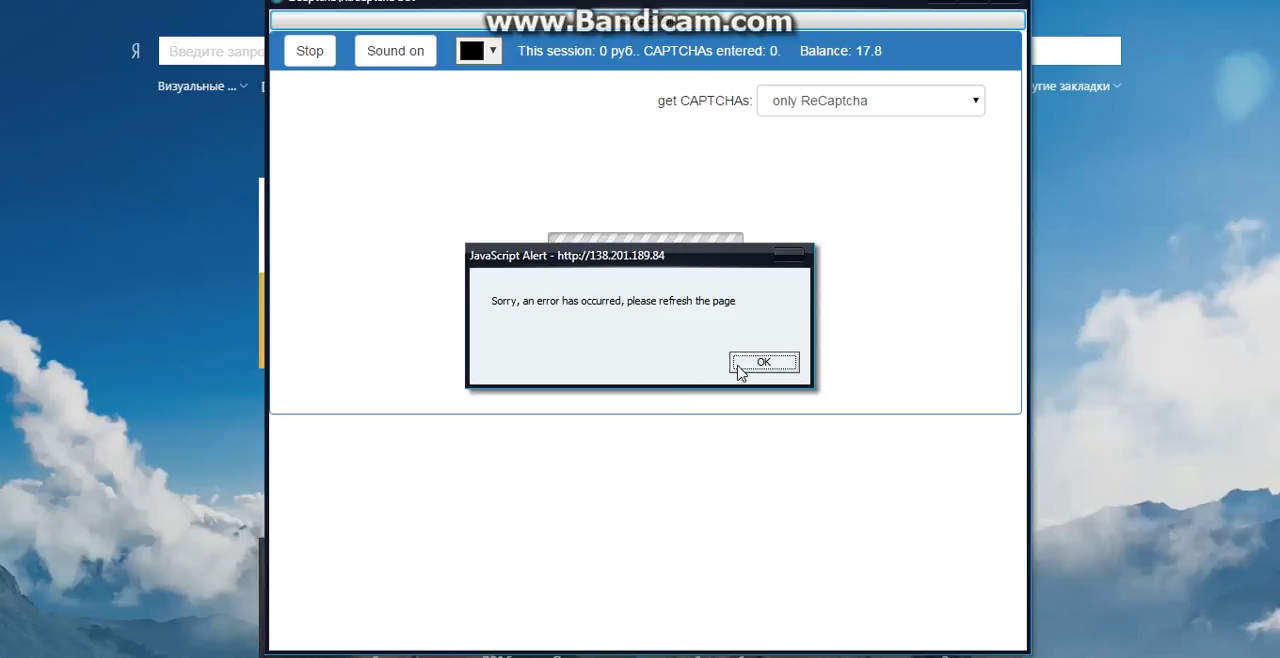 www.Bandicam.com
Я
Введите запро
Stop
Sound on
This session: 0 руб.. CAPTCHAs entered: 0.
Balance: 17.8
Визуальные ...
ругие закладки
get CAPTCHAs:
only ReCaptcha
JavaScript Alert - http://138.201.189.84
Sorry, an error has occurred, please refresh the page
OK